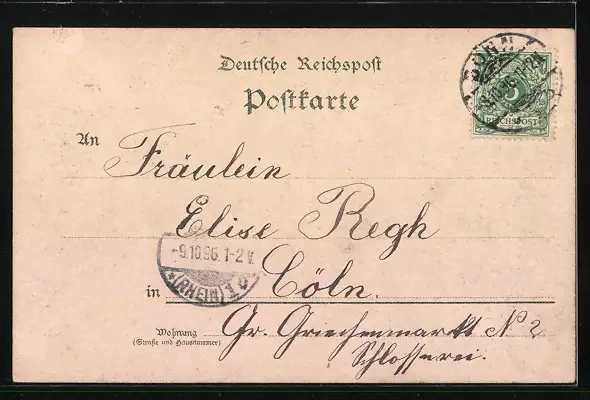 Deutsche Reichspost
Postkarte
REICHSPOST
An Fräulein
Elise Regh
-9.10.96. 1-2 V.
(RHEIN)
in Cöln.
Wohnung Gr. Griechenmarkt N 2
(Straße und Hausnummer)
Schlosserei.